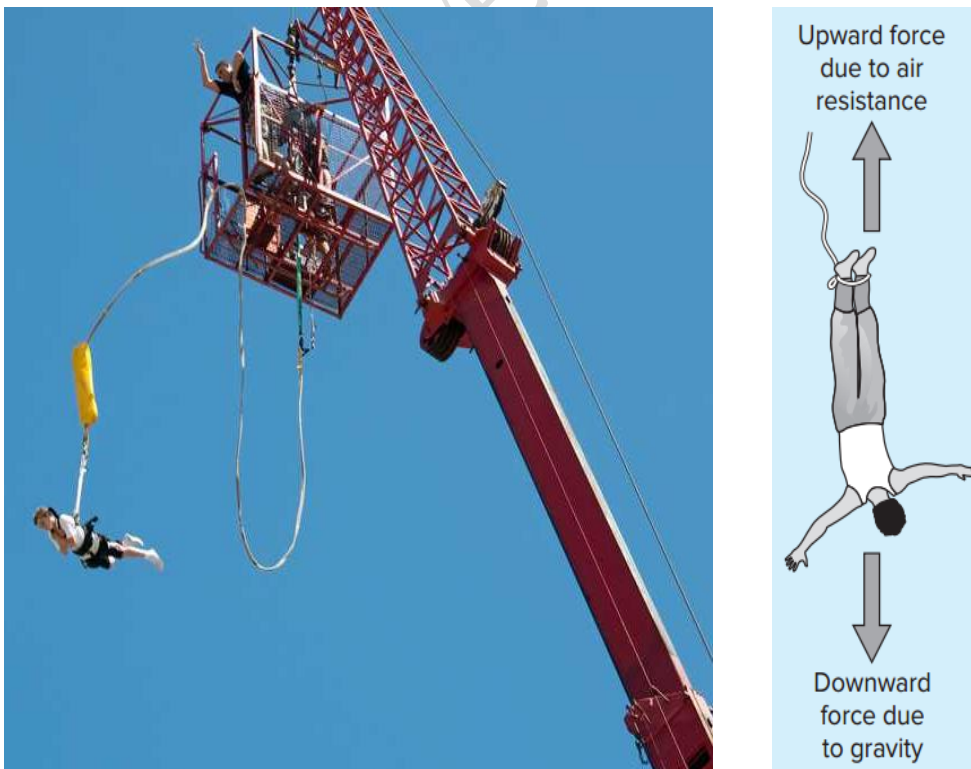 Upward force
due to air
resistance
Downward
force due
to gravity